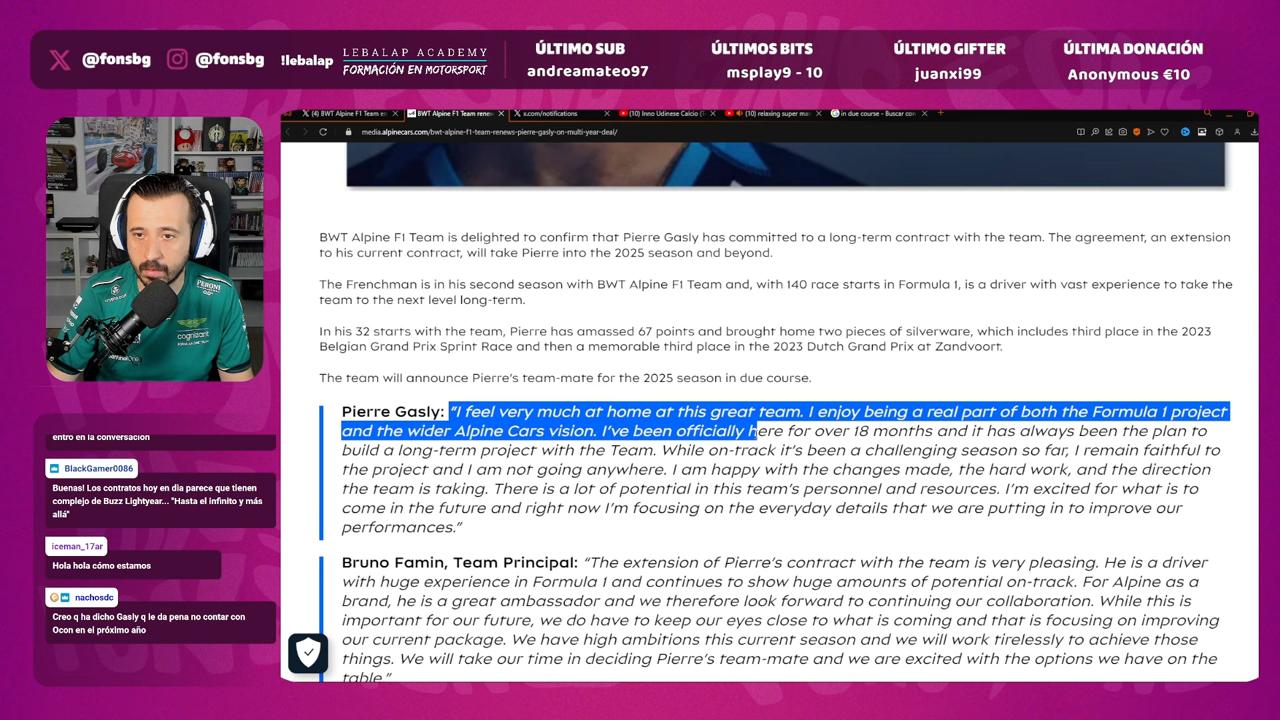 @fonsbg
@fonsbg
!lebalap
LEBALAP ACADEMY
FORMACIÓN EN MOTORSPORT
ÚLTIMO SUB
andreamateo97
ÚLTIMOS BITS
msplay9 - 10
ÚLTIMO GIFTER
juanxi99
ÚLTIMA DONACIÓN
Anonymous €10
(4) BWT Alpine F1 Team
BWT Alpine F1 Team rene
x.com/notifications
(10) Inno Udinese Calcio (
(10) relaxing super ma
in due course - Buscar con
media.alpinecars.com/bwt-alpine-f1-team-renews-pierre-gasly-on-multi-year-deal/
BWT Alpine F1 Team is delighted to confirm that Pierre Gasly has committed to a long-term contract with the team. The agreement, an extension
to his current contract, will take Pierre into the 2025 season and beyond.
The Frenchman is in his second season with BWT Alpine F1 Team and, with 140 race starts in Formula 1, is a driver with vast experience to take the
team to the next level long-term.
In his 32 starts with the team, Pierre has amassed 67 points and brought home two pieces of silverware, which includes third place in the 2023
Belgian Grand Prix Sprint Race and then a memorable third place in the 2023 Dutch Grand Prix at Zandvoort.
The team will announce Pierre's team-mate for the 2025 season in due course.
Pierre Gasly: “I feel very much at home at this great team. I enjoy being a real part of both the Formula 1 project
and the wider Alpine Cars vision. I've been officially here for over 18 months and it has always been the plan to
build a long-term project with the Team. While on-track it's been a challenging season so far, I remain faithful to
the project and I am not going anywhere. I am happy with the changes made, the hard work, and the direction
the team is taking. There is a lot of potential in this team's personnel and resources. I'm excited for what is to
come in the future and right now I'm focusing on the everyday details that we are putting in to improve our
performances.”
Bruno Famin, Team Principal: “The extension of Pierre's contract with the team is very pleasing. He is a driver
with huge experience in Formula 1 and continues to show huge amounts of potential on-track. For Alpine as a
brand, he is a great ambassador and we therefore look forward to continuing our collaboration. While this is
important for our future, we do have to keep our eyes close to what is coming and that is focusing on improving
our current package. We have high ambitions this current season and we will work tirelessly to achieve those
things. We will take our time in deciding Pierre's team-mate and we are excited with the options we have on the
table.”
PERONI
cognizant
entro en la conversación
BlackGamer0086
Buenas! Los contratos hoy en dia parece que tienen
complejo de Buzz Lightyear... "Hasta el infinito y más
allá"
iceman_17ar
Hola hola cómo estamos
nachosdc
Creo q ha dicho Gasly q le da pena no contar con
Ocon en el próximo año